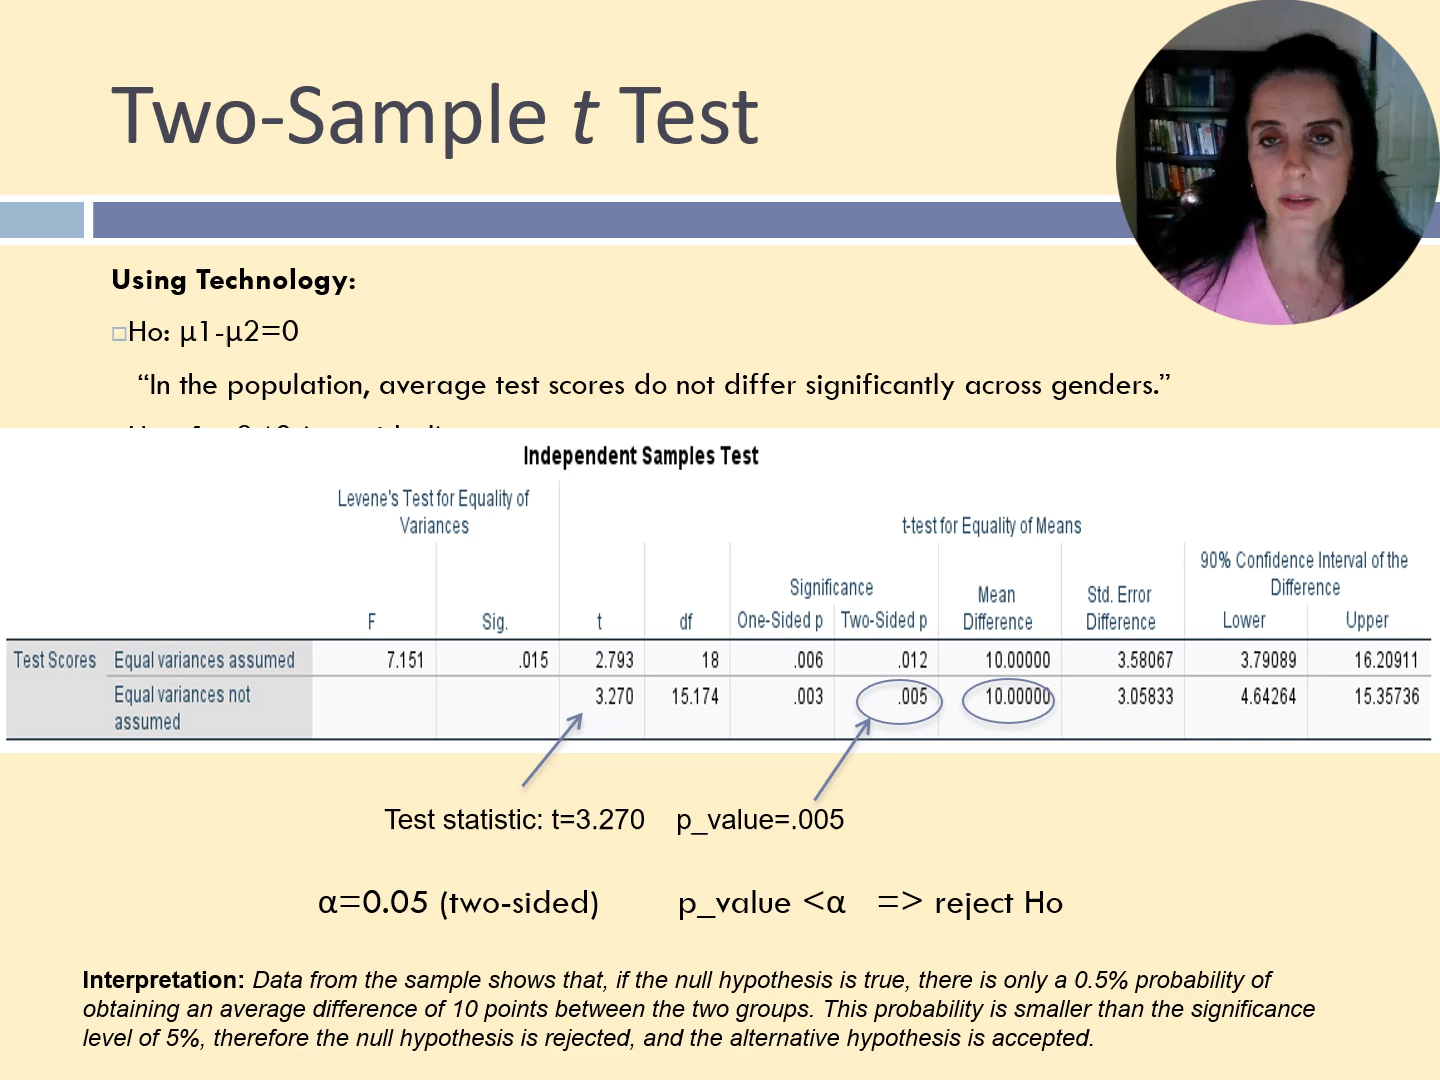 Two-Sample t Test
Using Technology:
Ho: μ1-μ2=0
“In the population, average test scores do not differ significantly across genders.”
Independent Samples Test
Levene's Test for Equality of
Variances
t-test for Equality of Means
90% Confidence Interval of the
Difference
Significance
Mean
Difference
Std. Error
Difference
F Sig. t df One-Sided p Two-Sided p Lower Upper
Test Scores Equal variances assumed 7.151 .015 2.793 18 .006 .012 10.00000 3.58067 3.79089 16.20911
Equal variances not
assumed
3.270 15.174 .003 .005 10.00000 3.05833 4.64264 15.35736
Test statistic: t=3.270 p_value=.005
α=0.05 (two-sided) p_value <α => reject Ho
Interpretation: Data from the sample shows that, if the null hypothesis is true, there is only a 0.5% probability of
obtaining an average difference of 10 points between the two groups. This probability is smaller than the significance
level of 5%, therefore the null hypothesis is rejected, and the alternative hypothesis is accepted.